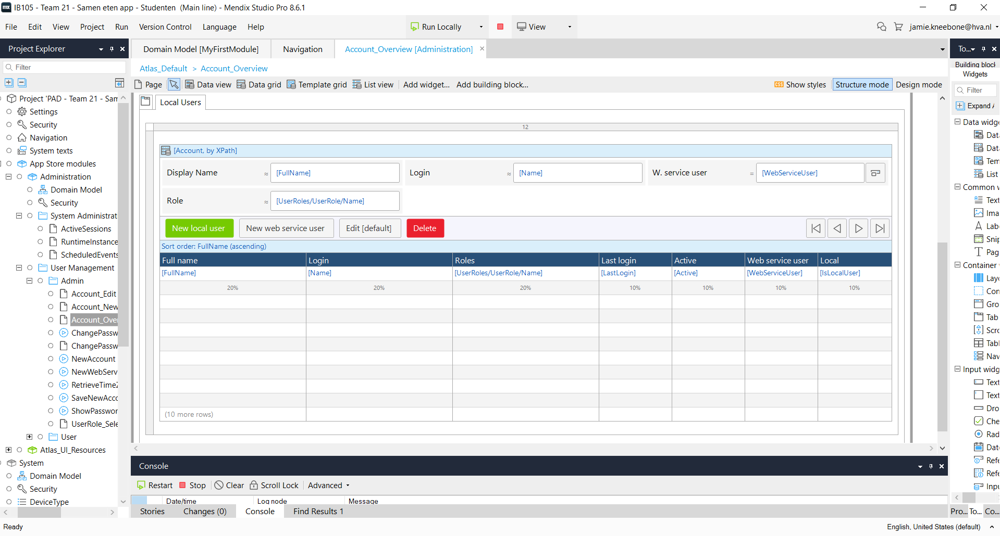 IB105 - Team 21 - Samen eten app - Studenten  (Main line) - Mendix Studio Pro 8.6.1
File Edit View Project Run Version Control Language Help
Run Locally
View
jamie.kneebone@hva.nl
Project Explorer
Domain Model [MyFirstModule]
Navigation
Account_Overview [Administration]
To...
Filter
Atlas_Default > Account_Overview
Building block
Widgets
Page
Data view
Data grid
Template grid
List view
Add widget...
Add building block...
CSS Show styles
Structure mode
Design mode
Filter
Expand A
Project 'PAD - Team 21 - Sam
Settings
Security
Navigation
System texts
App Store modules
Administration
Domain Model
Security
System Administrat
ActiveSessions
RuntimeInstance
ScheduledEvents
User Management
Admin
Account_Edit
Account_New
Account_Over
ChangePassw
ChangePassw
NewAccount
NewWebServ
RetrieveTimeZ
SaveNewAcco
ShowPasswor
UserRole_Sele
User
Atlas_UI_Resources
System
Domain Model
Security
DeviceType
Local Users
12
[Account, by XPath]
Display Name ≈ [FullName]
Login ≈ [Name]
W. service user = [WebServiceUser]
Role ≈ [UserRoles/UserRole/Name]
New local user
New web service user
Edit [default]
Delete
Sort order: FullName (ascending)
Full name Login Roles Last login Active Web service user Local
[FullName] [Name] [UserRoles/UserRole/Name] [LastLogin] [Active] [WebServiceUser] [IsLocalUser]
20% 20% 20% 10% 10% 10% 10%
(10 more rows)
Data widge
Data
Data
Tem
List
Common w
Text
Ima
Labe
Snip
Pag
Container
Layo
Con
Gro
Tab
Scro
Tabl
Nav
Input widg
Text
Text
Dro
Che
Rad
Date
Refe
Refe
Inpu
Console
Restart
Stop
Clear
Scroll Lock
Advanced
Date/time Log node Message
Stories
Changes (0)
Console
Find Results 1
Pro...
To...
Co...
Ready
English, United States (default)